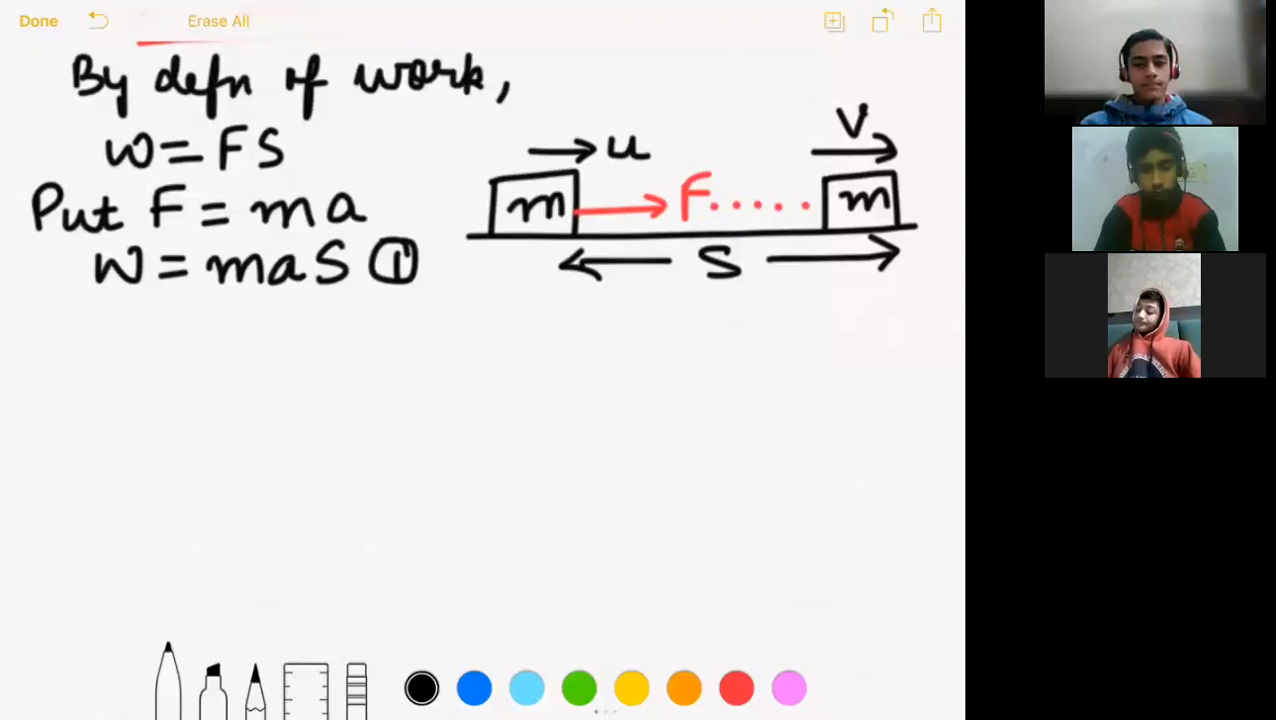 Done Erase All
By defn of work,
W = FS
Put F = ma
W = maS ①
u
V
m F..... m
S